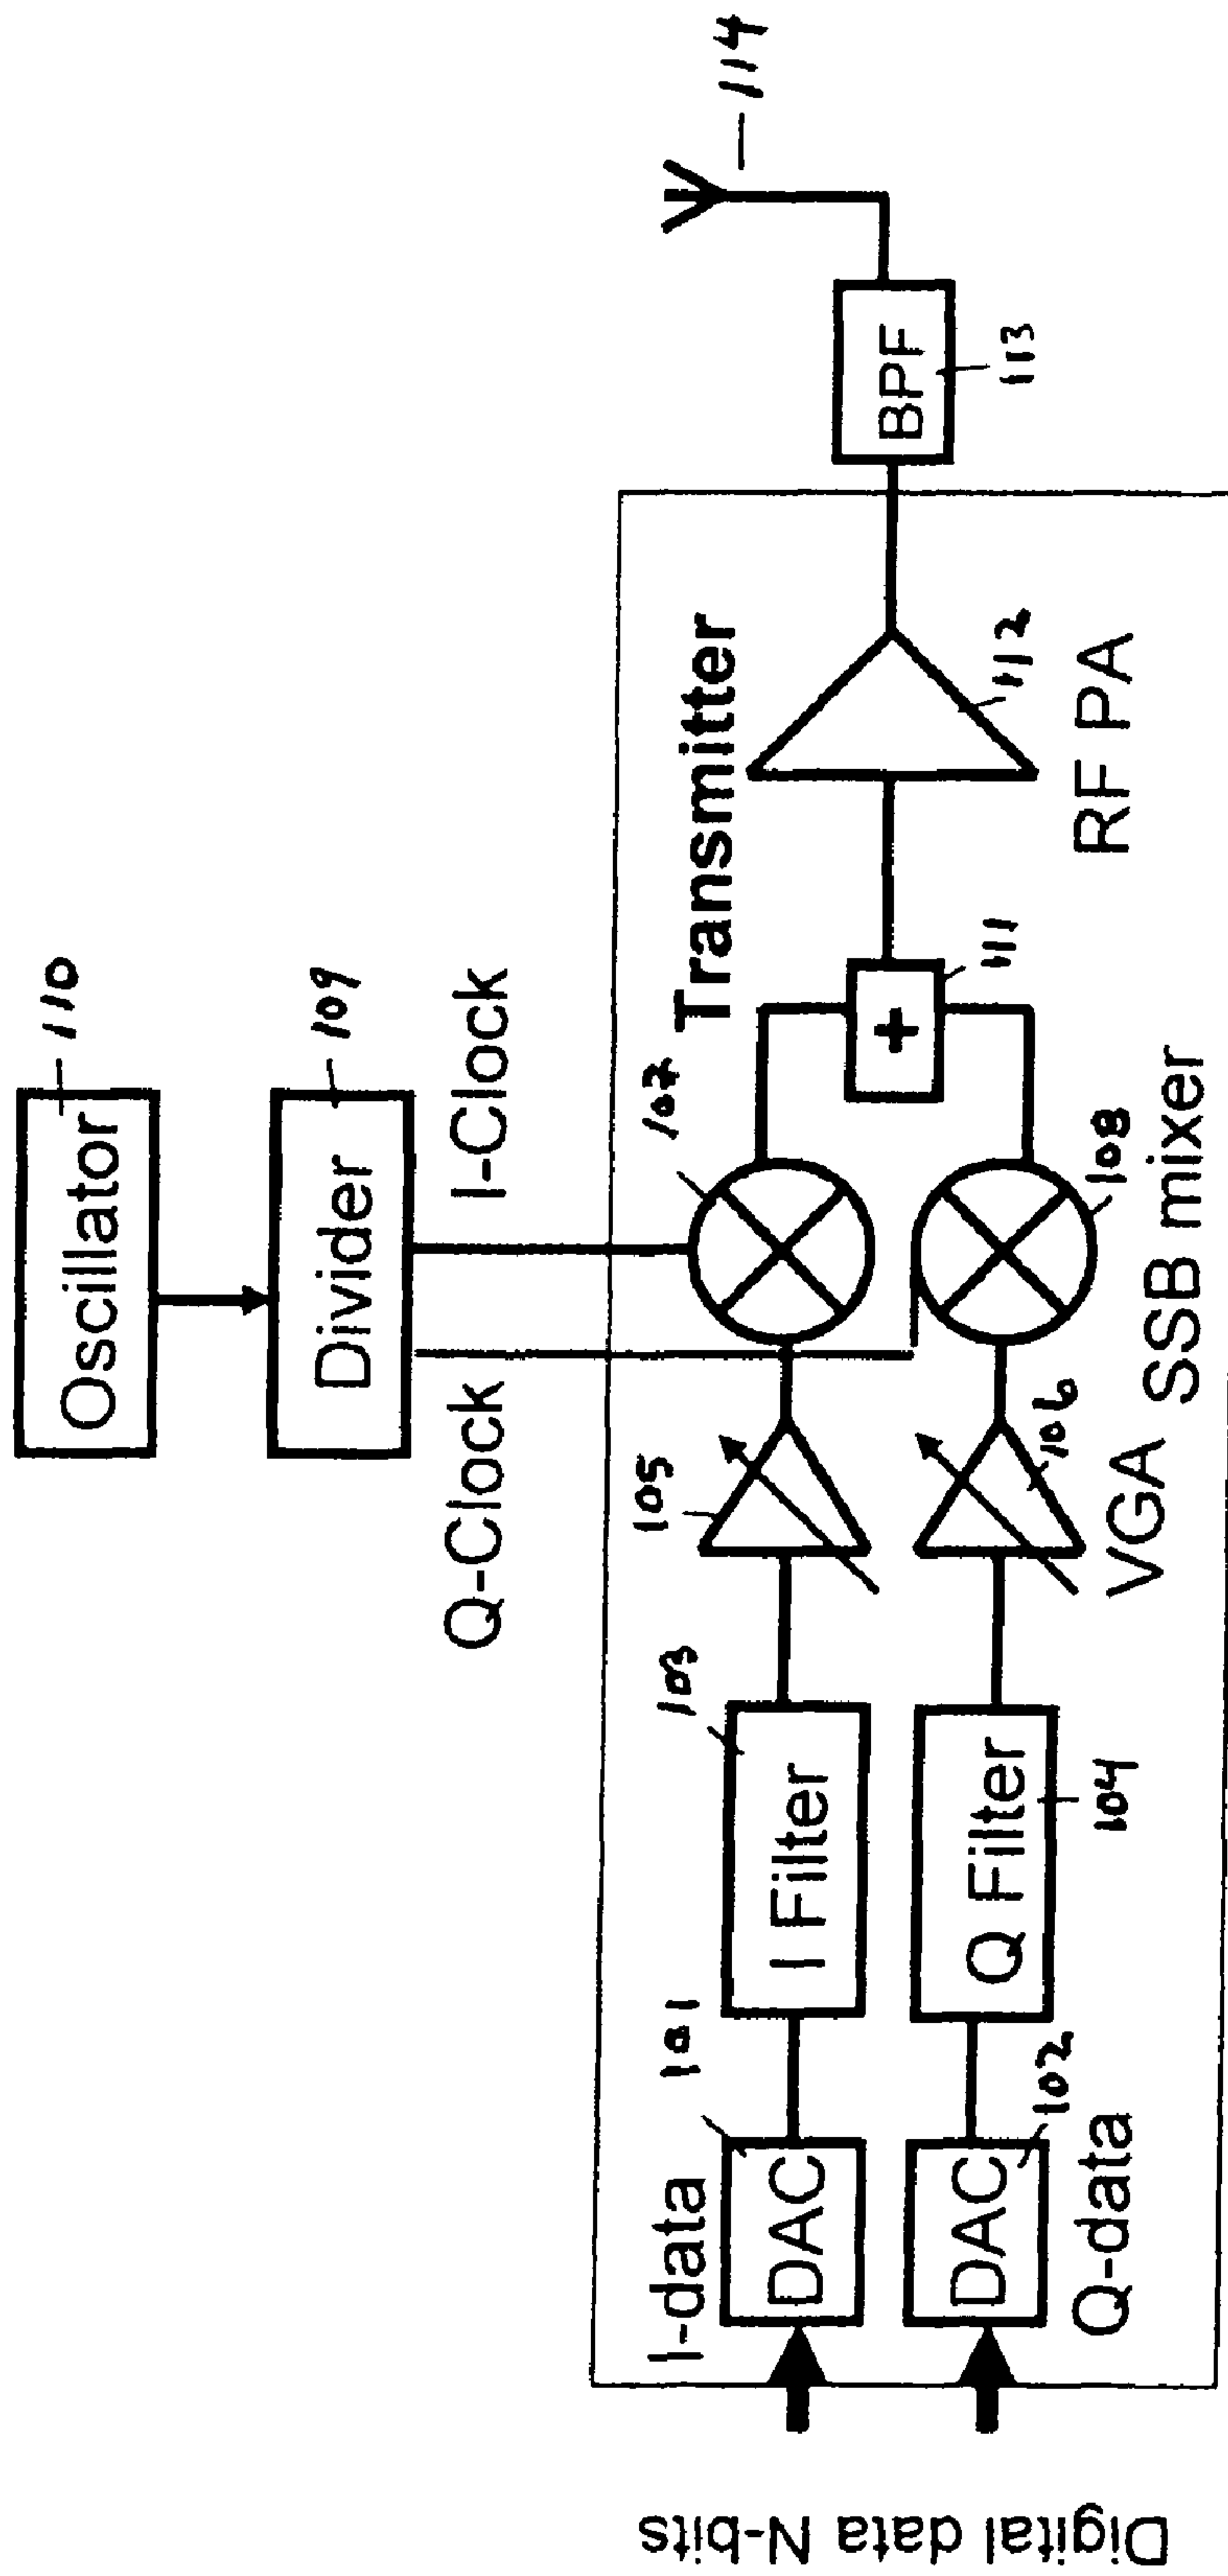 Oscillator
110
Divider
109
Q-Clock
I-Clock
Transmitter
I-data
101
DAC
103
I Filter
105
107
+
111
112
RF PA
BPF
113
114
DAC
102
Q-data
Q Filter
104
106
VGA
108
SSB mixer
Digital data N-bits